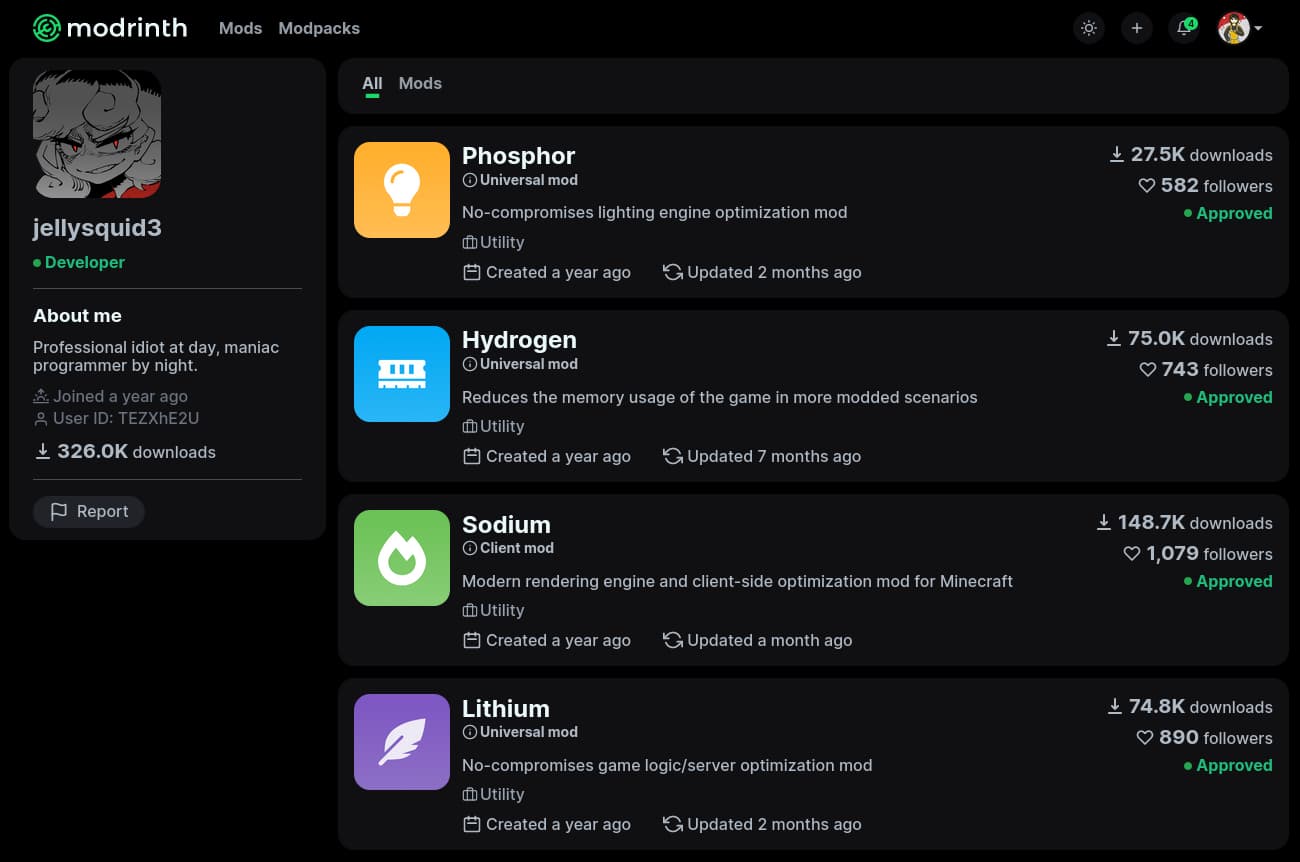 modrinth Mods Modpacks 4
jellysquid3
Developer
About me
Professional idiot at day, maniac
programmer by night.
Joined a year ago
User ID: TEZXhE2U
326.0K downloads
Report
All Mods
Phosphor
Universal mod
No-compromises lighting engine optimization mod
Utility
Created a year ago Updated 2 months ago
27.5K downloads
582 followers
Approved
Hydrogen
Universal mod
Reduces the memory usage of the game in more modded scenarios
Utility
Created a year ago Updated 7 months ago
75.0K downloads
743 followers
Approved
Sodium
Client mod
Modern rendering engine and client-side optimization mod for Minecraft
Utility
Created a year ago Updated a month ago
148.7K downloads
1,079 followers
Approved
Lithium
Universal mod
No-compromises game logic/server optimization mod
Utility
Created a year ago Updated 2 months ago
74.8K downloads
890 followers
Approved